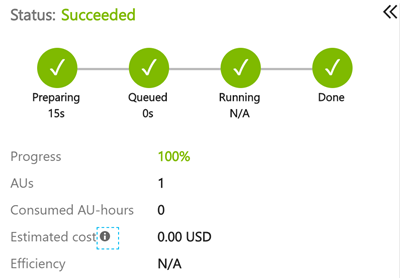 Status: Succeeded
Preparing Queued Running Done
15s 0s N/A
Progress 100%
AUs 1
Consumed AU-hours 0
Estimated cost 0.00 USD
Efficiency N/A